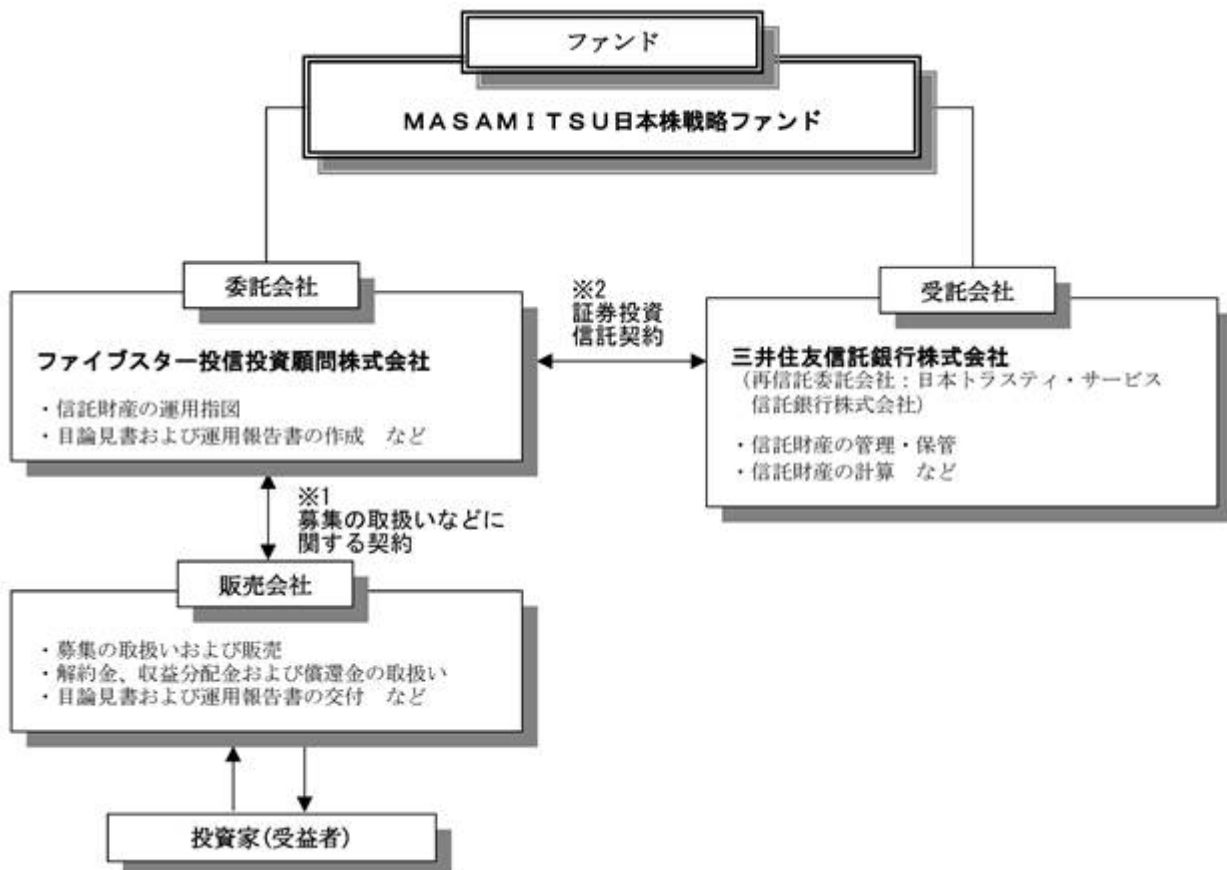 ファンド
MASAMITSU日本株戦略ファンド
委託会社
ファイブスター投信投資顧問株式会社
・信託財産の運用指図
・目論見書および運用報告書の作成 など
※2
証券投資
信託契約
受託会社
三井住友信託銀行株式会社
(再信託委託会社:日本トラスティ・サービス
信託銀行株式会社)
・信託財産の管理・保管
・信託財産の計算 など
※1
募集の取扱いなどに
関する契約
販売会社
・募集の取扱いおよび販売
・解約金、収益分配金および償還金の取扱い
・目論見書および運用報告書の交付 など
投資家(受益者)